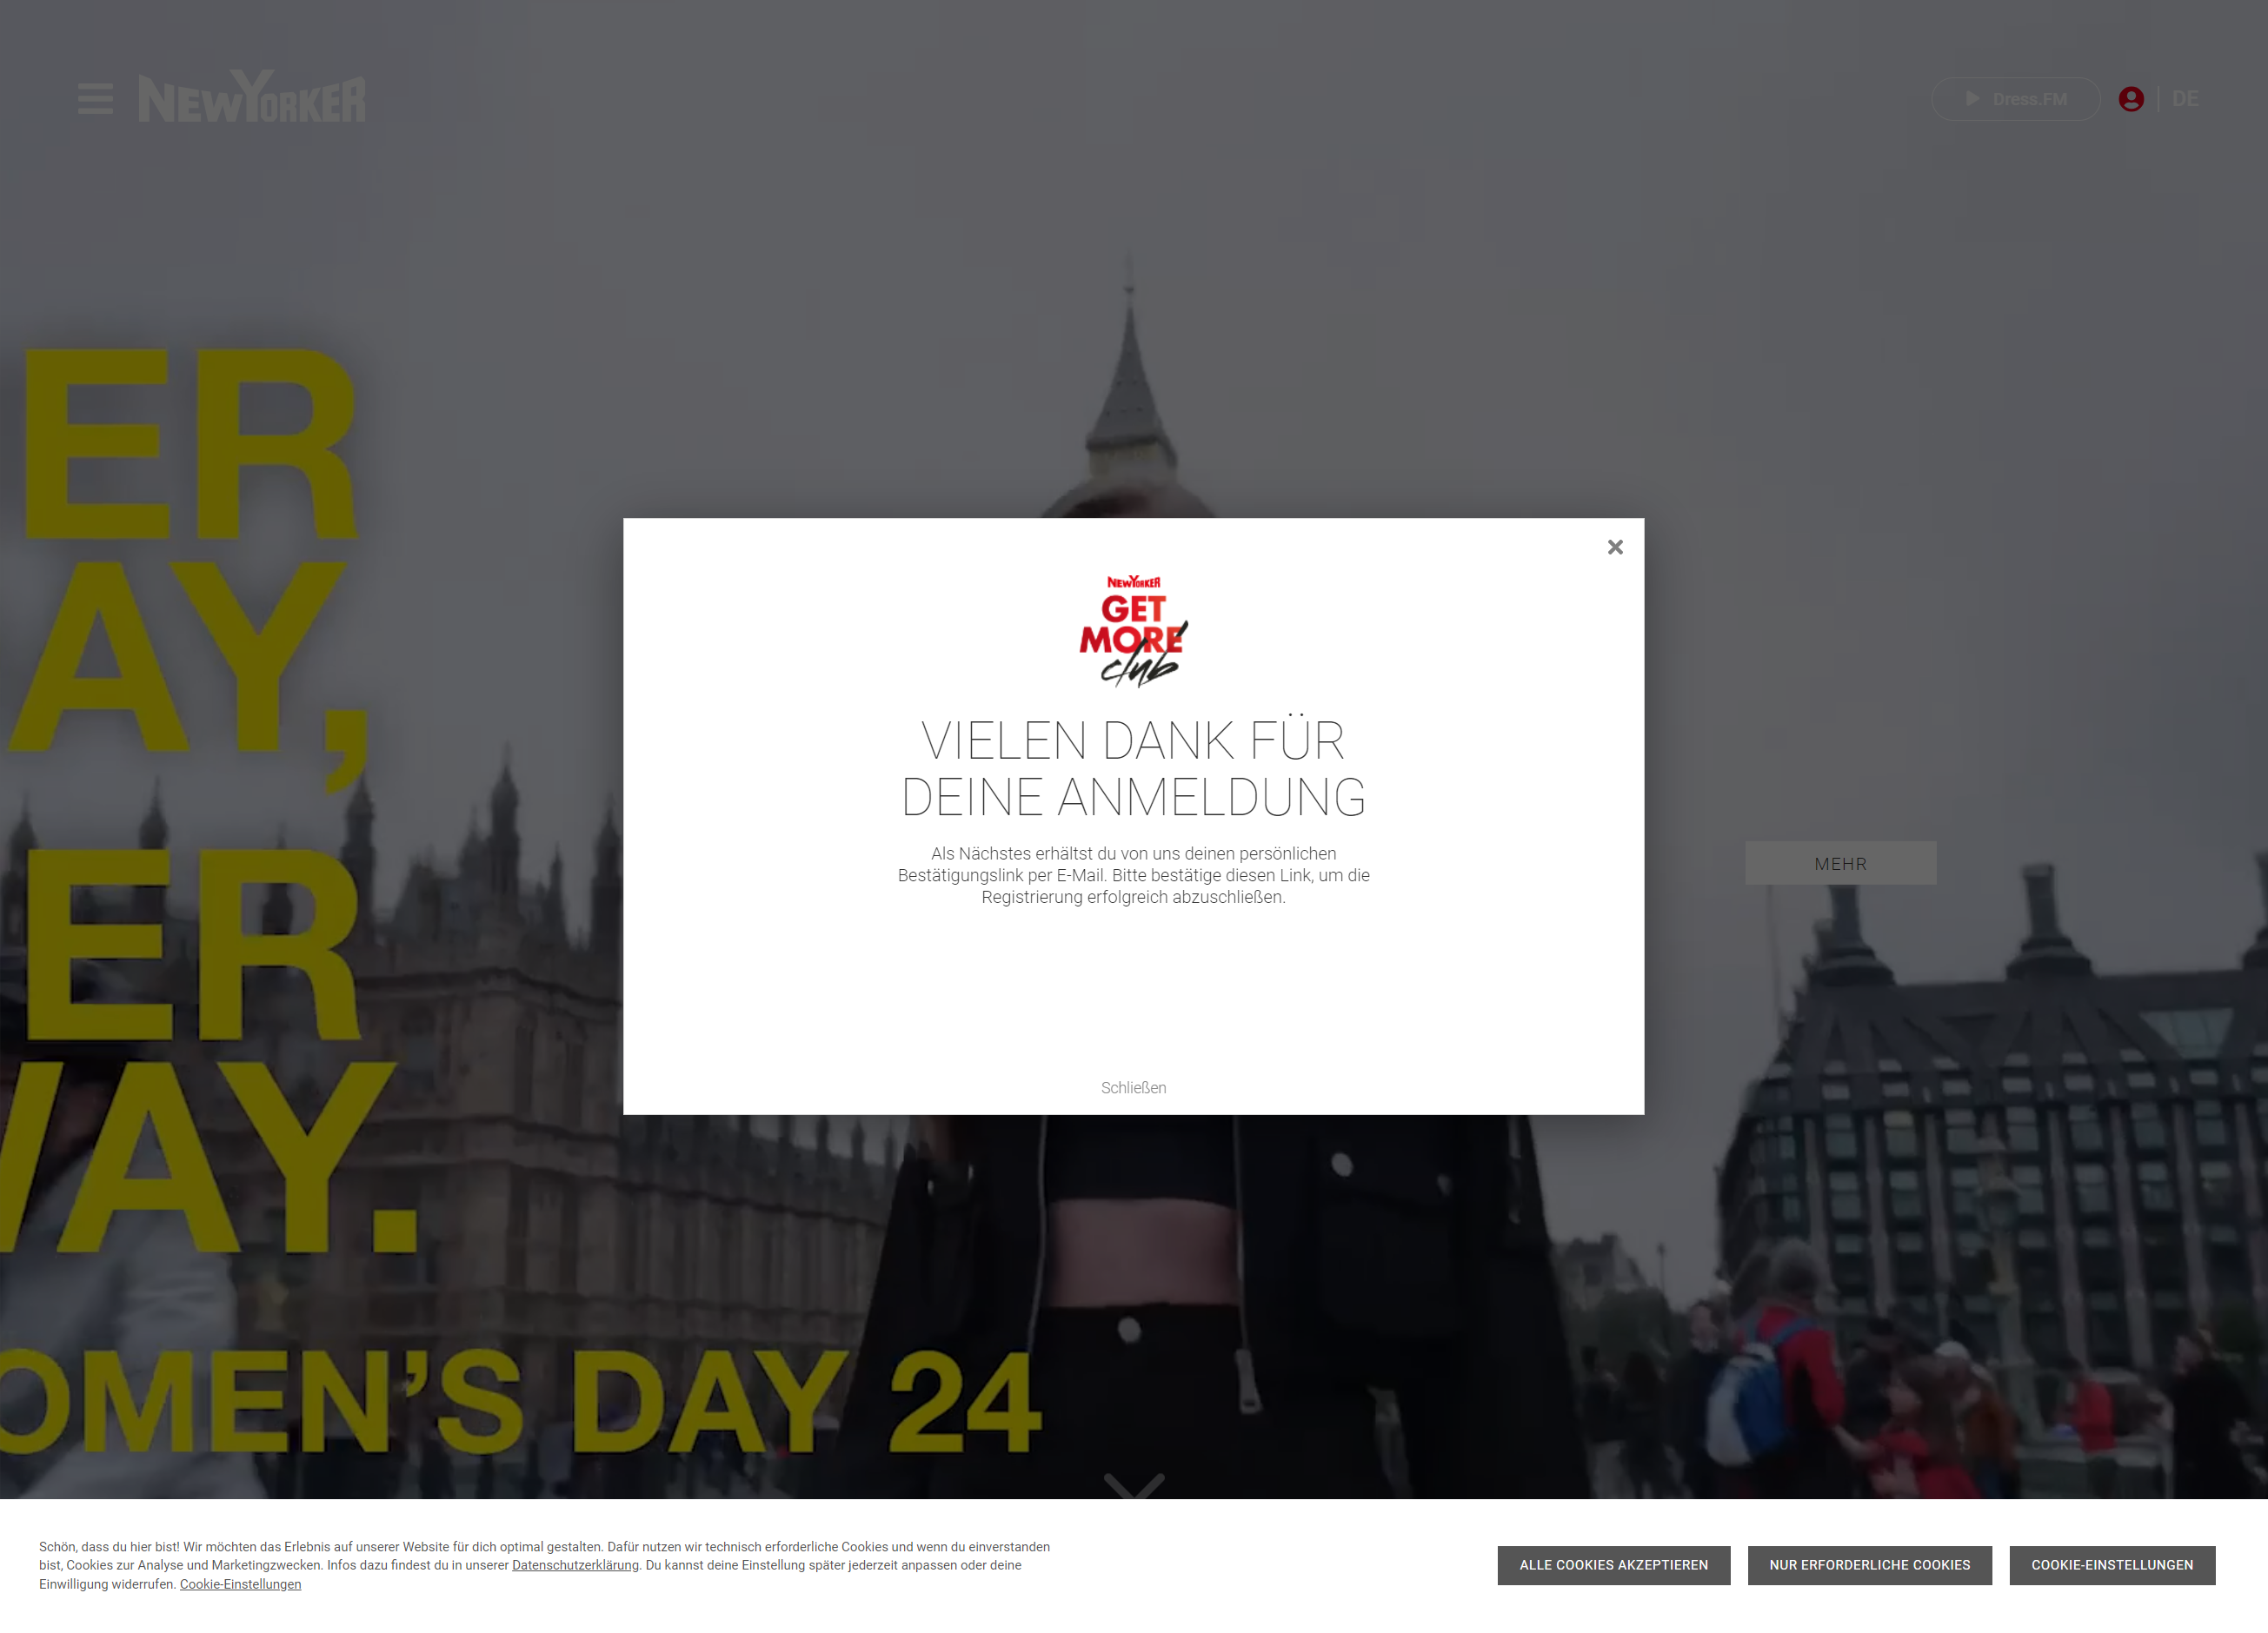 NEWYORKER
Dress.FM
DE
ER
AY,
ER
WAY.
OMEN'S DAY 24
NEWYORKER
GET
MORE
club
VIELEN DANK FÜR
DEINE ANMELDUNG
Als Nächstes erhältst du von uns deinen persönlichen
Bestätigungslink per E-Mail. Bitte bestätige diesen Link, um die
Registrierung erfolgreich abzuschließen.
Schließen
MEHR
Schön, dass du hier bist! Wir möchten das Erlebnis auf unserer Website für dich optimal gestalten. Dafür nutzen wir technisch erforderliche Cookies und wenn du einverstanden
bist, Cookies zur Analyse und Marketingzwecken. Infos dazu findest du in unserer Datenschutzerklärung. Du kannst deine Einstellung später jederzeit anpassen oder deine
Einwilligung widerrufen. Cookie-Einstellungen
ALLE COOKIES AKZEPTIEREN
NUR ERFORDERLICHE COOKIES
COOKIE-EINSTELLUNGEN